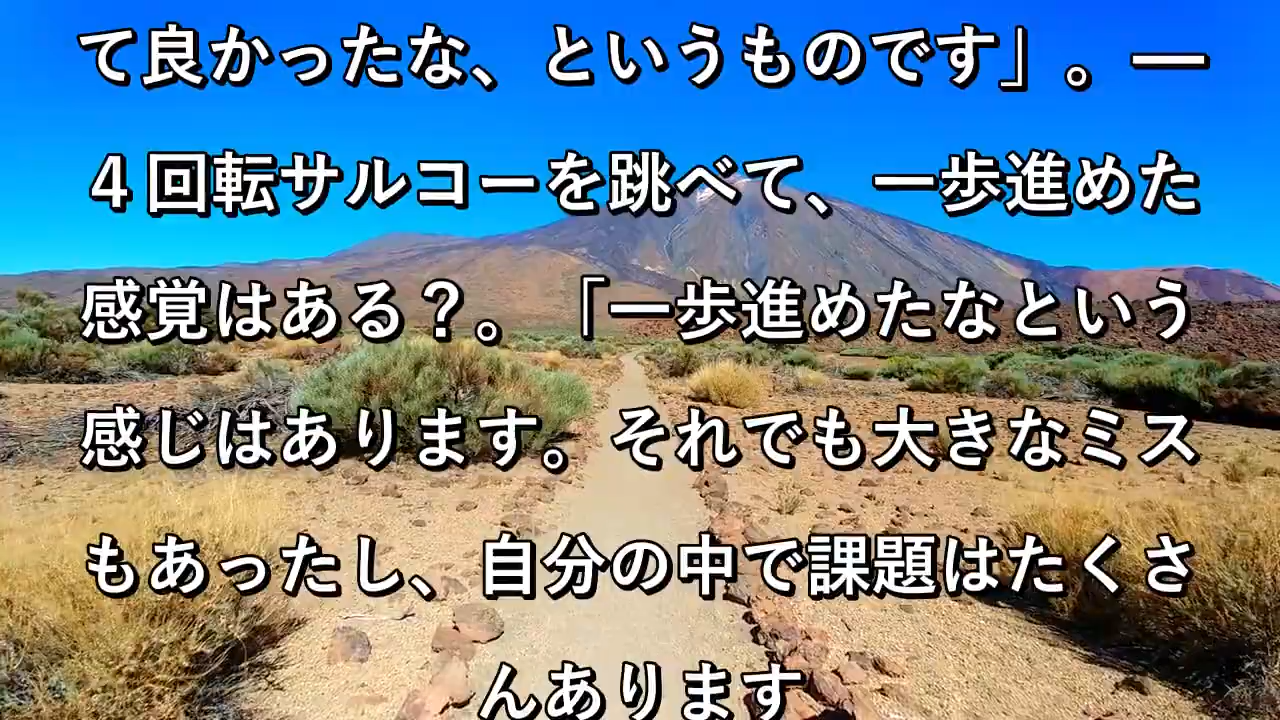 て良かったな、というものです」。―
４回転サルコーを跳べて、一歩進めた
感覚はある？。「一歩進めたなという
感じはあります。それでも大きなミス
もあったし、自分の中で課題はたくさ
んあります